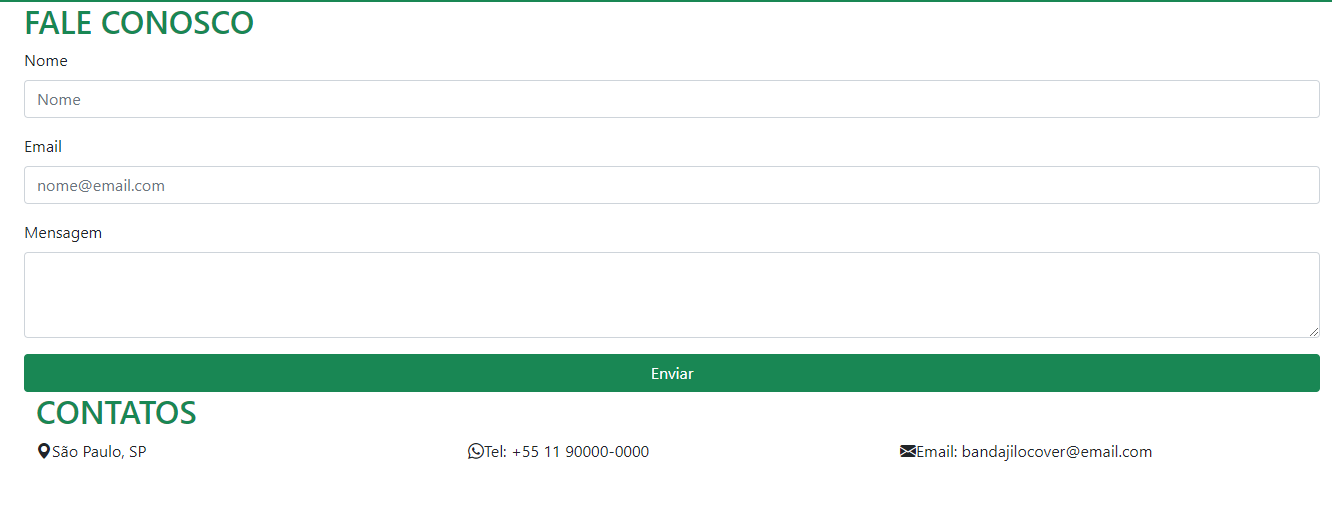 FALE CONOSCO
Nome
Nome
Email
nome@email.com
Mensagem
Enviar
CONTATOS
São Paulo, SP
Tel: +55 11 90000-0000
Email: bandajilocover@email.com